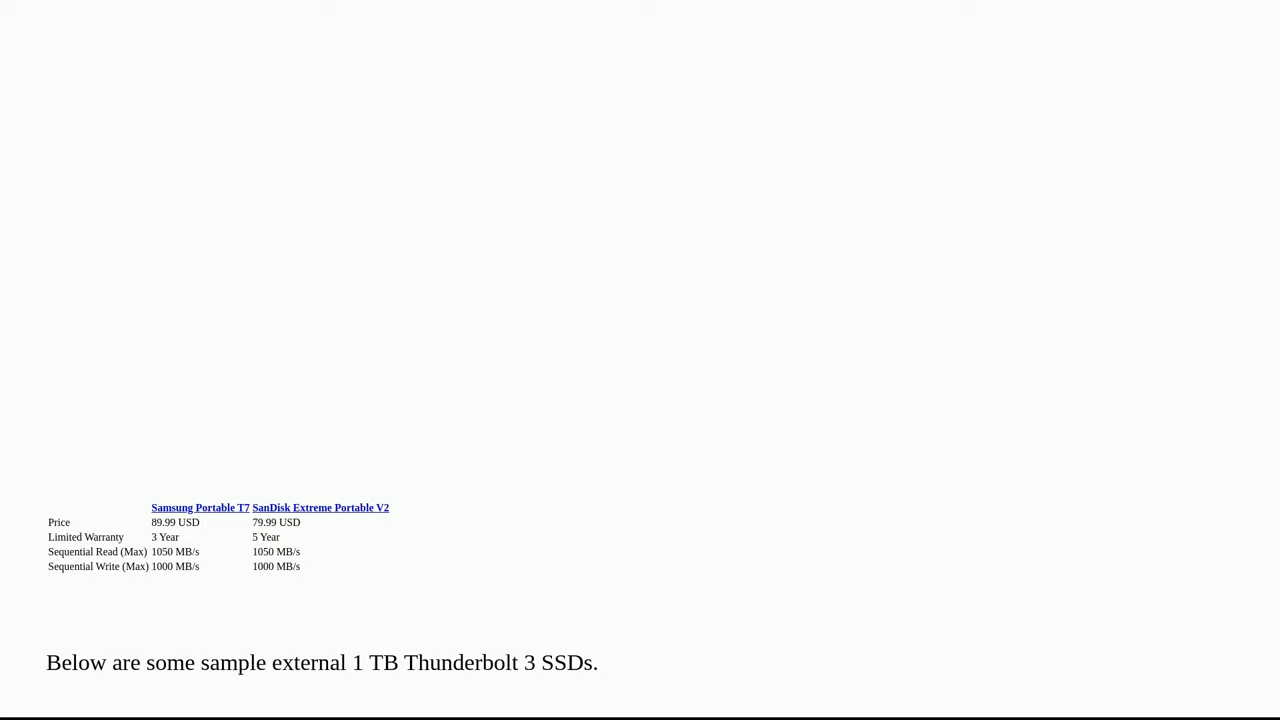 Samsung Portable T7 SanDisk Extreme Portable V2
Price 89.99 USD 79.99 USD
Limited Warranty 3 Year 5 Year
Sequential Read (Max) 1050 MB/s 1050 MB/s
Sequential Write (Max) 1000 MB/s 1000 MB/s
Below are some sample external 1 TB Thunderbolt 3 SSDs.